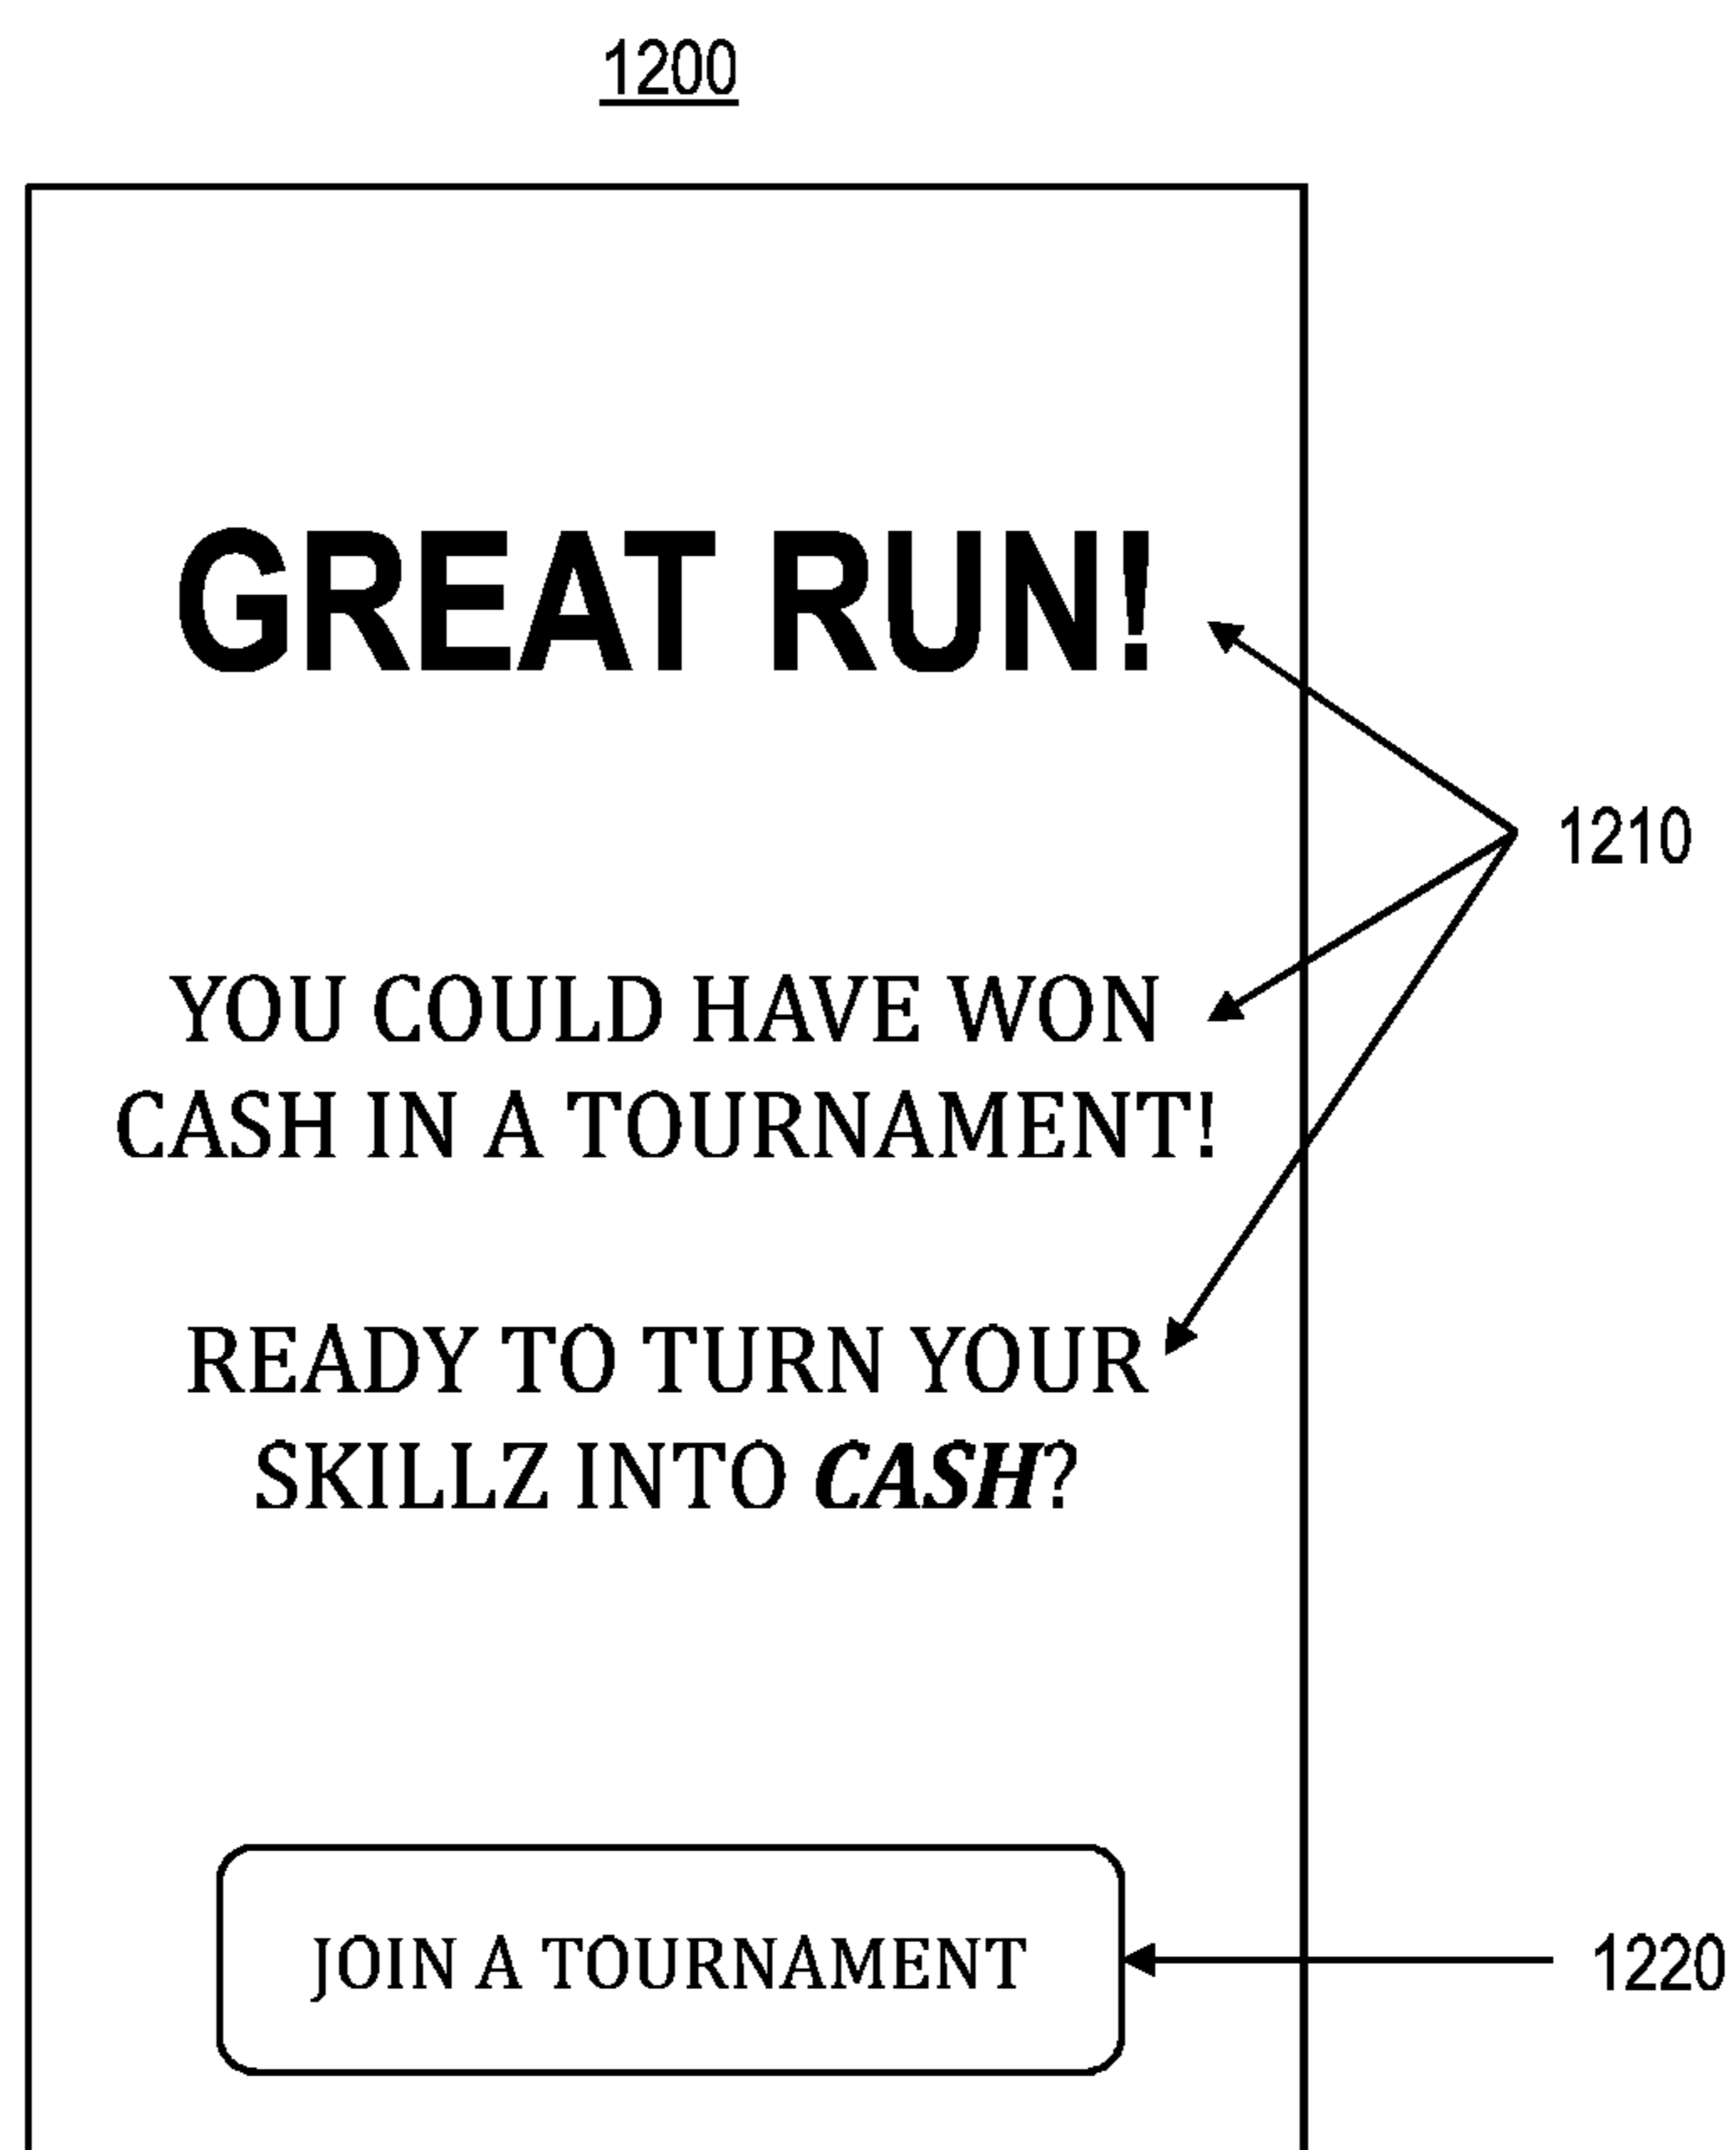 1200
GREAT RUN!
1210
YOU COULD HAVE WON
CASH IN A TOURNAMENT!
READY TO TURN YOUR
SKILLZ INTO CASH?
JOIN A TOURNAMENT
1220